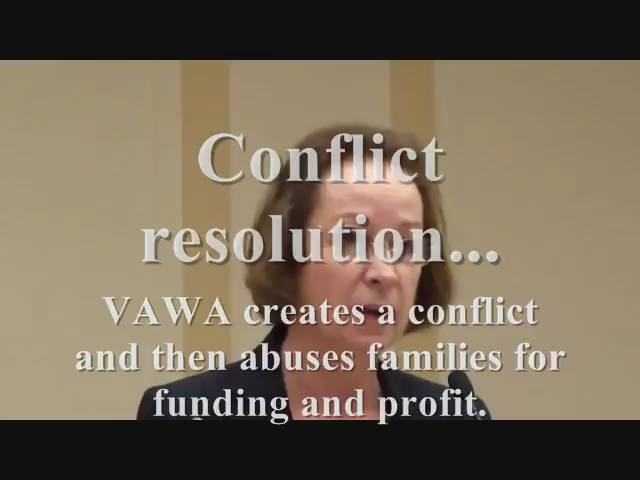 Conflict
resolution...
VAWA creates a conflict
and then abuses families for
funding and profit.